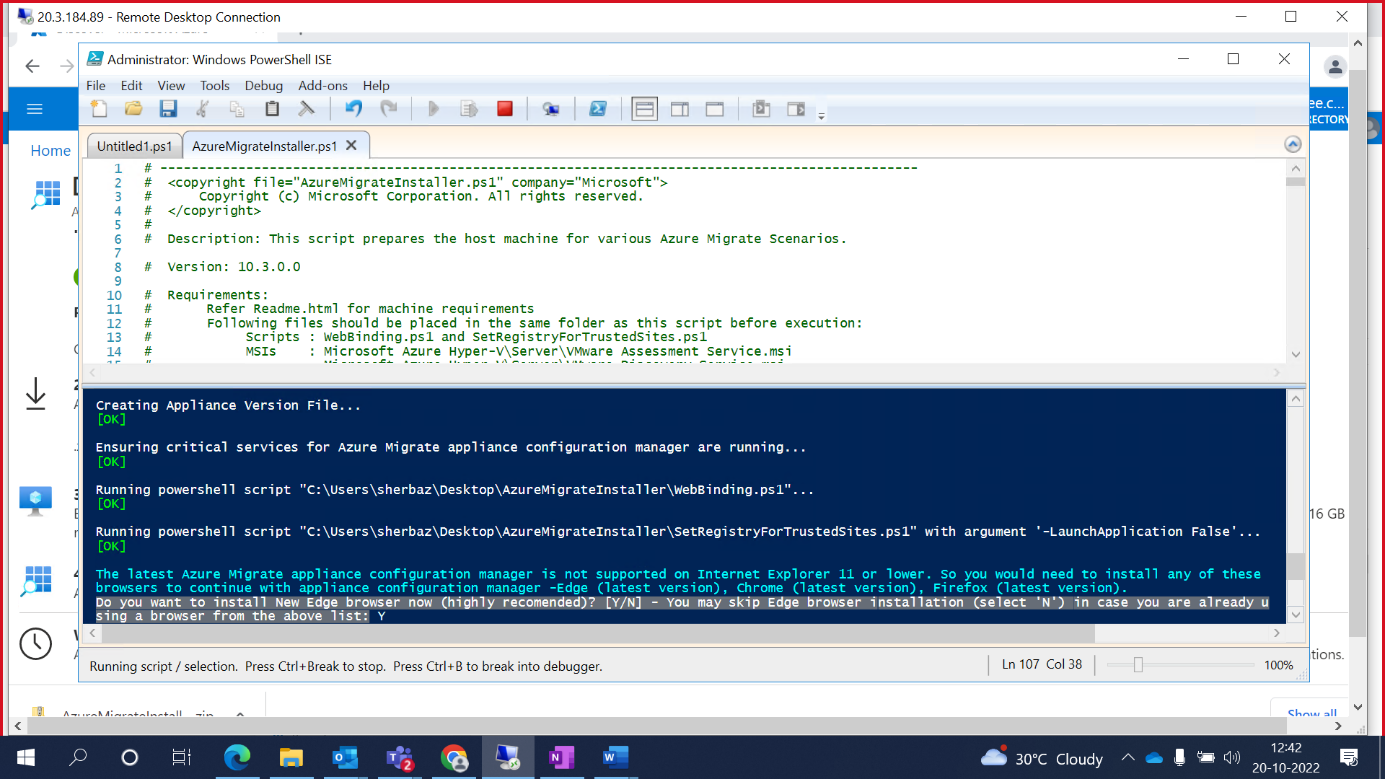 20.3.184.89 - Remote Desktop Connection
Administrator: Windows PowerShell ISE
File Edit View Tools Debug Add-ons Help
ee.c...
RECTORY
Untitled1.ps1 AzureMigrateInstaller.ps1
Home
1 # -------------------------------------------------------------------------------------------------
2 # <copyright file="AzureMigrateInstaller.ps1" company="Microsoft">
3 # Copyright (c) Microsoft Corporation. All rights reserved.
4 # </copyright>
5 #
6 # Description: This script prepares the host machine for various Azure Migrate Scenarios.
7
8 # Version: 10.3.0.0
9
10 # Requirements:
11 # Refer Readme.html for machine requirements
12 # Following files should be placed in the same folder as this script before execution:
13 # Scripts : WebBinding.ps1 and SetRegistryForTrustedSites.ps1
14 # MSIs : Microsoft Azure Hyper-V\Server\VMware Assessment Service.msi
Creating Appliance Version File...
[OK]
Ensuring critical services for Azure Migrate appliance configuration manager are running...
[OK]
Running powershell script "C:\Users\sherbaz\Desktop\AzureMigrateInstaller\WebBinding.ps1"...
[OK]
16 GB
Running powershell script "C:\Users\sherbaz\Desktop\AzureMigrateInstaller\SetRegistryForTrustedSites.ps1" with argument '-LaunchApplication False'...
[OK]
The latest Azure Migrate appliance configuration manager is not supported on Internet Explorer 11 or lower. So you would need to install any of these
browsers to continue with appliance configuration manager -Edge (latest version), Chrome (latest version), Firefox (latest version).
Do you want to install New Edge browser now (highly recomended)? [Y/N] - You may skip Edge browser installation (select 'N') in case you are already u
sing a browser from the above list: Y
tions.
Running script / selection. Press Ctrl+Break to stop. Press Ctrl+B to break into debugger.
Ln 107 Col 38
100%
AzureMigrateInstall....zip
Show all
2
30°C Cloudy
12:42
20-10-2022